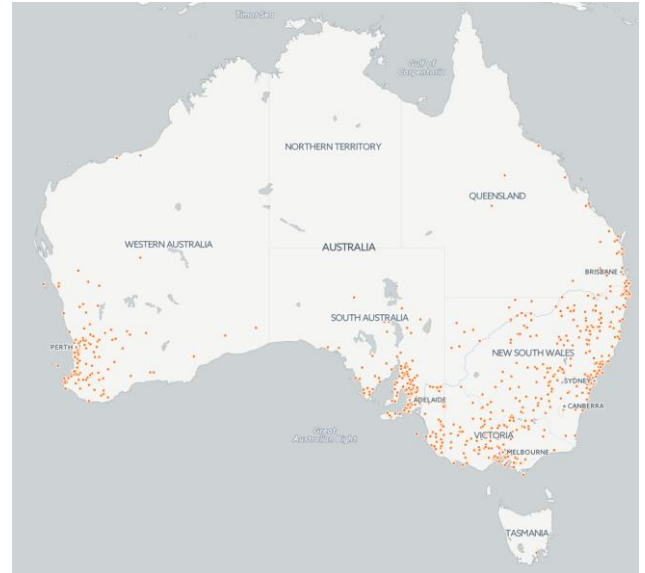 Timor Sea
Gulf of
Carpentaria
NORTHERN TERRITORY
QUEENSLAND
WESTERN AUSTRALIA
AUSTRALIA
BRISBANE
SOUTH AUSTRALIA
PERTH
NEW SOUTH WALES
SYDNEY
ADELAIDE
CANBERRA
Great
Australian Bight
VICTORIA
MELBOURNE
TASMANIA